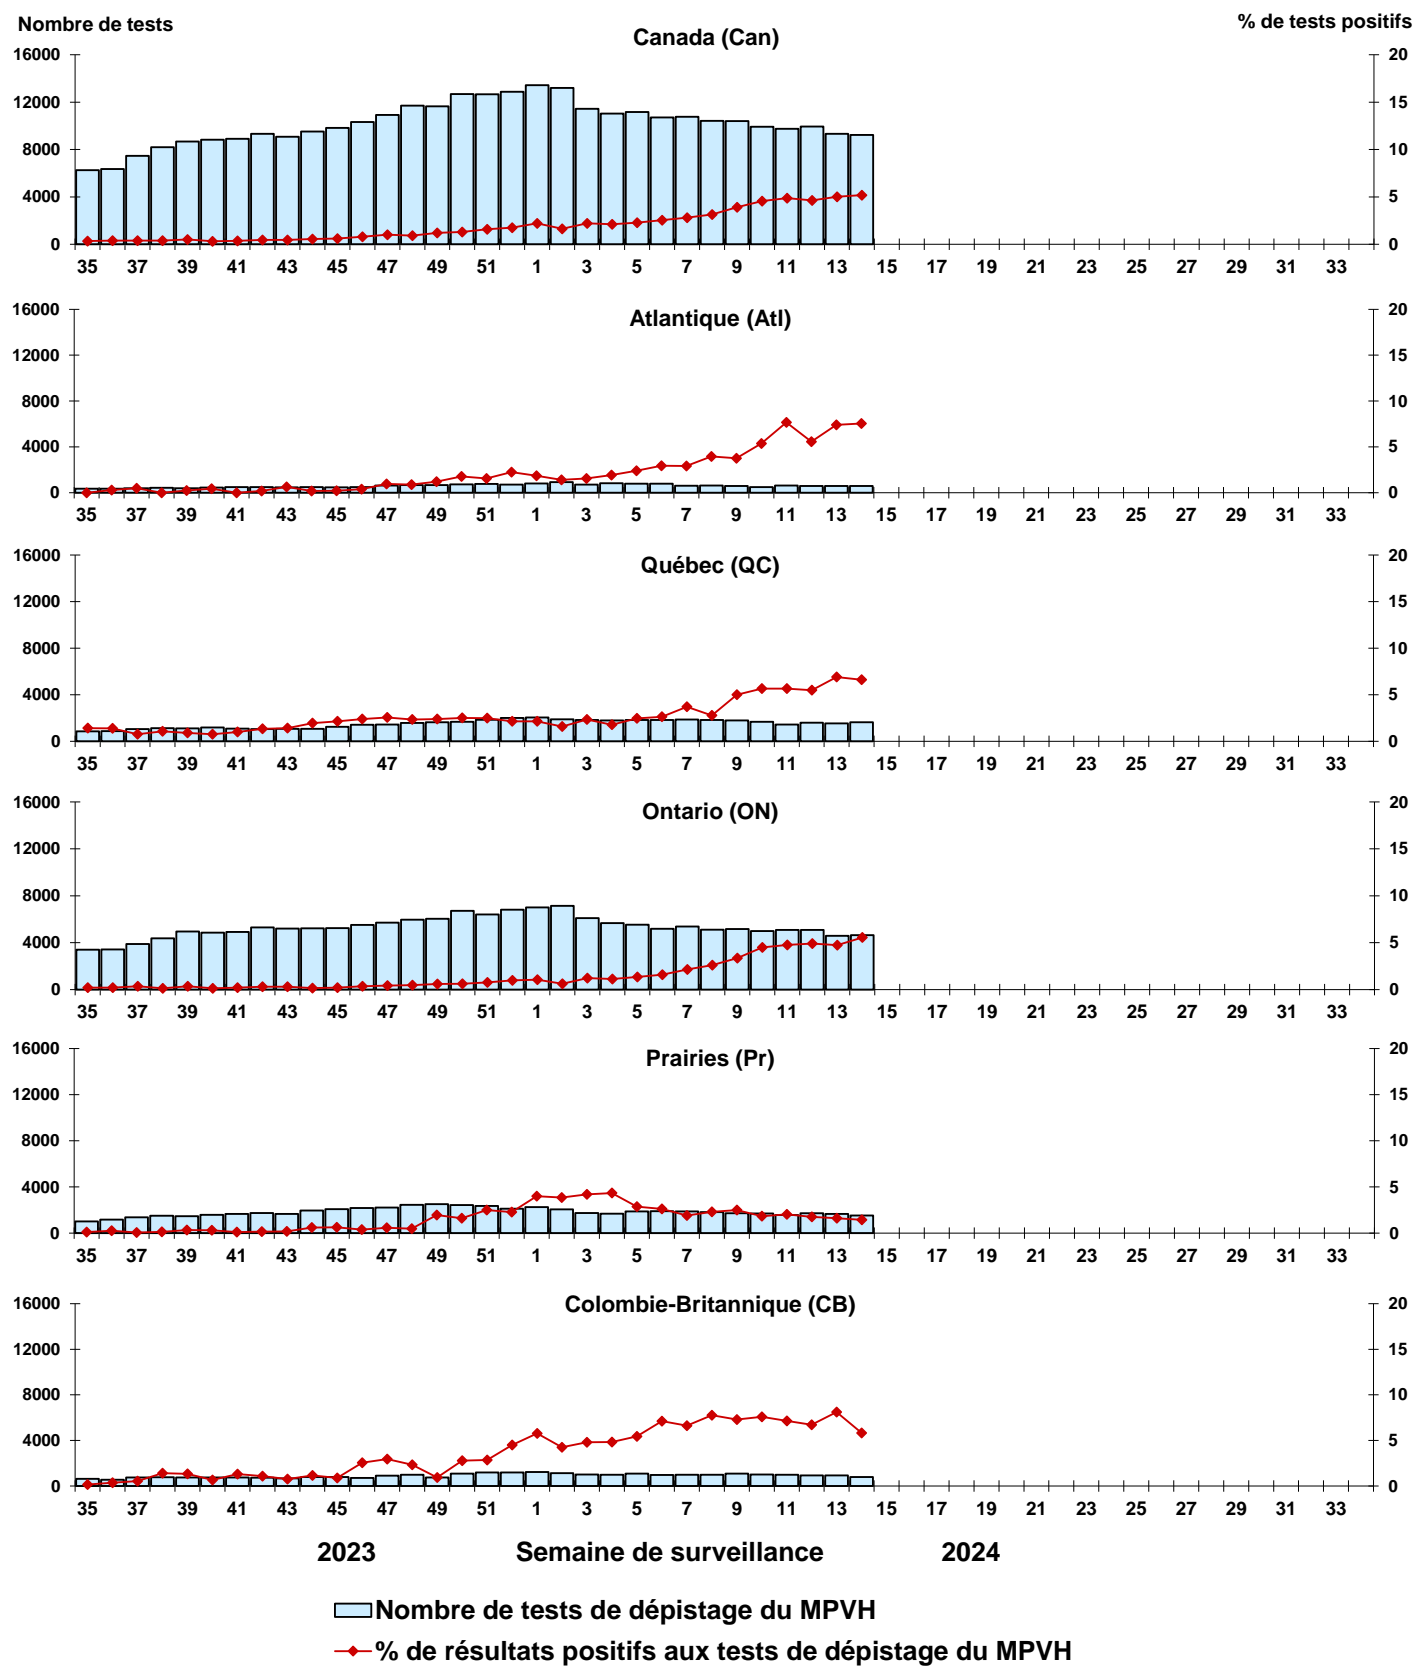 Nombre de tests
% de tests positifs
Canada (Can)
16000 20
12000 15
8000 10
4000 5
0 0
35 37 39 41 43 45 47 49 51 1 3 5 7 9 11 13 15 17 19 21 23 25 27 29 31 33
Atlantique (Atl)
16000 20
12000 15
8000 10
4000 5
0 0
35 37 39 41 43 45 47 49 51 1 3 5 7 9 11 13 15 17 19 21 23 25 27 29 31 33
Québec (QC)
16000 20
12000 15
8000 10
4000 5
0 0
35 37 39 41 43 45 47 49 51 1 3 5 7 9 11 13 15 17 19 21 23 25 27 29 31 33
Ontario (ON)
16000 20
12000 15
8000 10
4000 5
0 0
35 37 39 41 43 45 47 49 51 1 3 5 7 9 11 13 15 17 19 21 23 25 27 29 31 33
Prairies (Pr)
16000 20
12000 15
8000 10
4000 5
0 0
35 37 39 41 43 45 47 49 51 1 3 5 7 9 11 13 15 17 19 21 23 25 27 29 31 33
Colombie-Britannique (CB)
16000 20
12000 15
8000 10
4000 5
0 0
35 37 39 41 43 45 47 49 51 1 3 5 7 9 11 13 15 17 19 21 23 25 27 29 31 33
2023 Semaine de surveillance 2024
Nombre de tests de dépistage du MPVH
% de résultats positifs aux tests de dépistage du MPVH